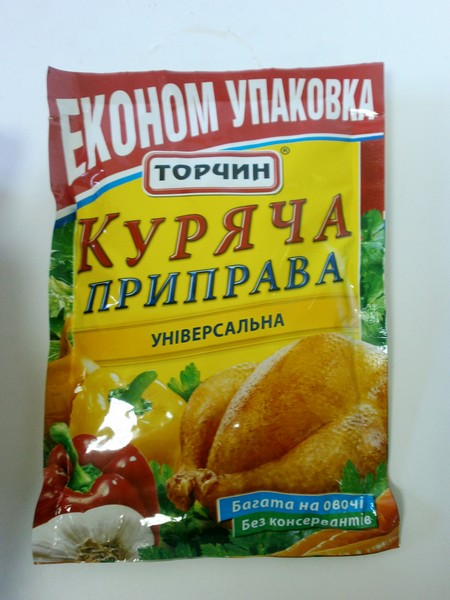 ЕКОНОМ УПАКОВКА
ТОРЧИН®
КУРЯЧА
ПРИПРАВА
УНІВЕРСАЛЬНА
Багата на овочі
Без консервантів